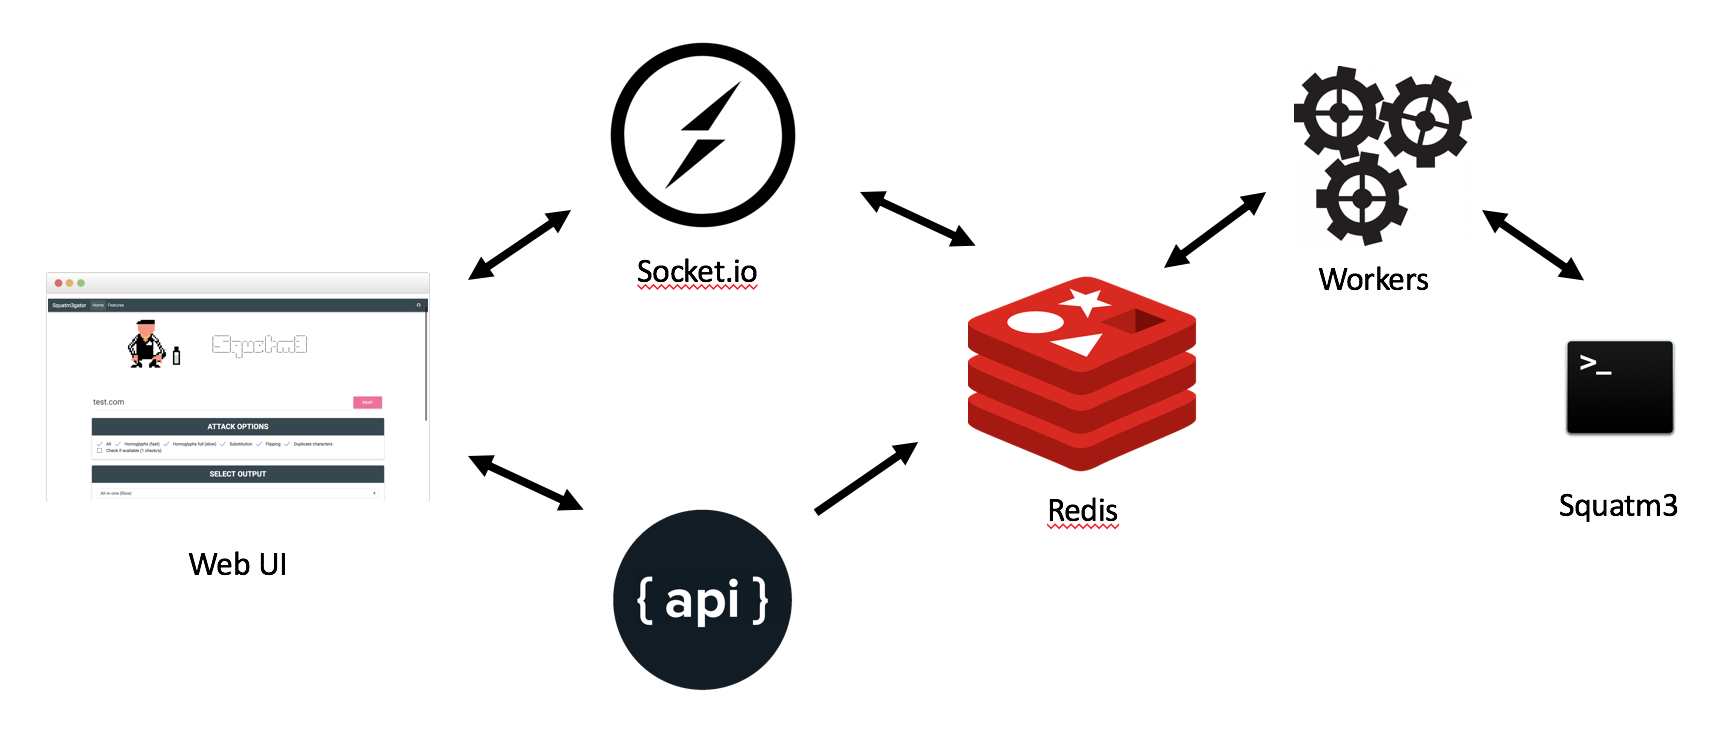 Socket.io
Workers
Squatm3gator Home Features
Squatm3
test.com
SQUAT
ATTACK OPTIONS
All Homoglyphs (fast) Homoglyphs full (slow) Substitution Flipping Duplicate characters
Check if available (1 check/s)
SELECT OUTPUT
All-in-one (Slow)
>_
Redis
Squatm3
Web UI
{ api }